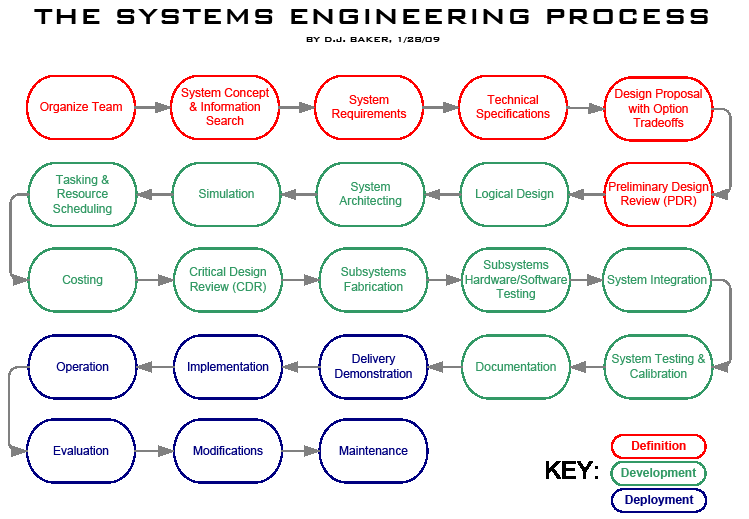 THE SYSTEMS ENGINEERING PROCESS
BY D.J. BAKER, 1/28/09
Organize Team
System Concept
& Information
Search
System
Requirements
Technical
Specifications
Design Proposal
with Option
Tradeoffs
Tasking &
Resource
Scheduling
Simulation
System
Architecting
Logical Design
Preliminary Design
Review (PDR)
Costing
Critical Design
Review (CDR)
Subsystems
Fabrication
Subsystems
Hardware/Software
Testing
System Integration
Operation
Implementation
Delivery
Demonstration
Documentation
System Testing &
Calibration
Evaluation
Modifications
Maintenance
KEY:
Definition
Development
Deployment